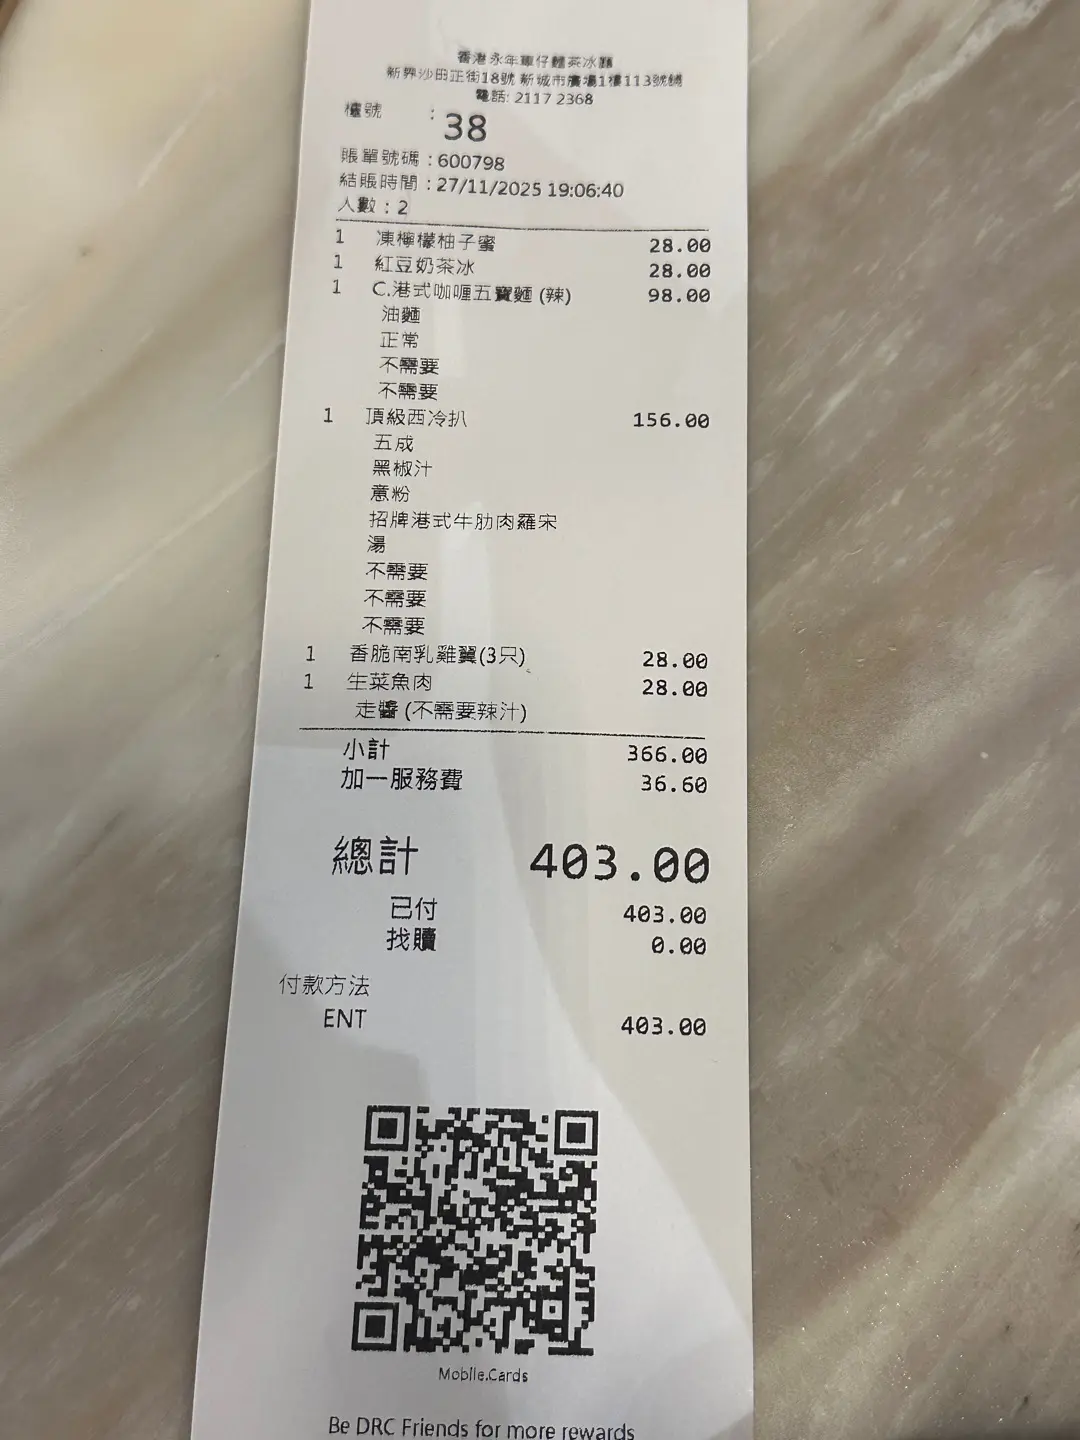 香港永年車仔麵茶冰廳
新界沙田正街18號 新城市廣場1樓113號舖
電話: 2117 2368
檯號 : 38
賬單號碼 : 600798
結賬時間 : 27/11/2025 19:06:40
人數 : 2
1 凍檸檬柚子蜜 28.00
1 紅豆奶茶冰 28.00
1 C.港式咖喱五寶麵 (辣) 98.00
油麵
正常
不需要
不需要
1 頂級西冷扒 156.00
五成
黑椒汁
意粉
招牌港式牛肋肉羅宋
湯
不需要
不需要
不需要
1 香脆南乳雞翼(3只) 28.00
1 生菜魚肉 28.00
走醬 (不需要辣汁)
小計 366.00
加一服務費 36.60
總計 403.00
已付 403.00
找贖 0.00
付款方法
ENT 403.00
Mobile.Cards
Be DRC Friends for more rewards